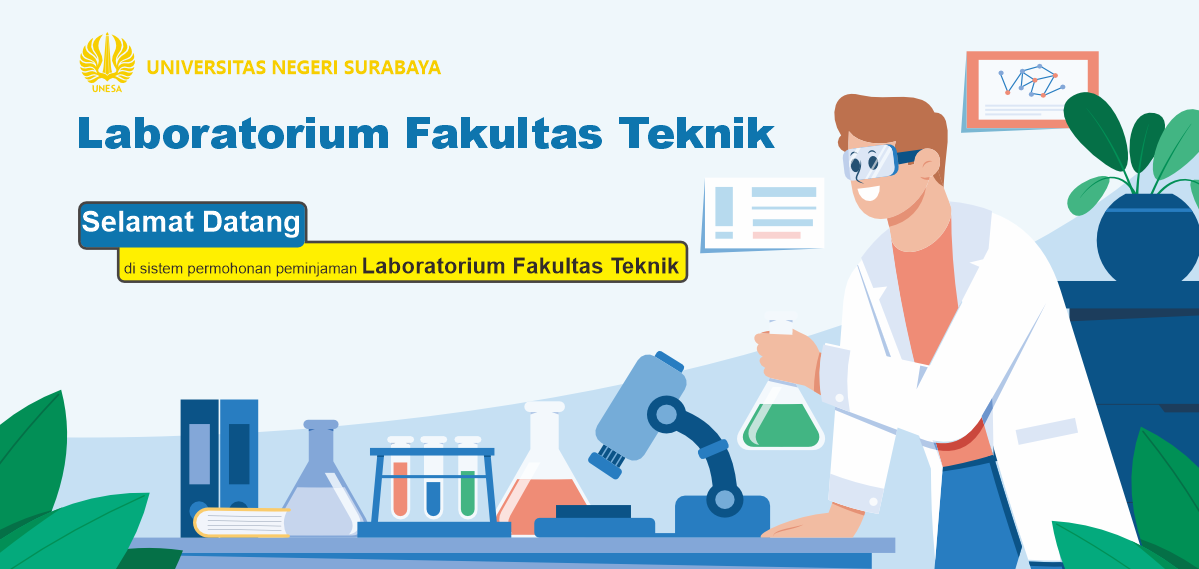 UNESA
UNIVERSITAS NEGERI SURABAYA
Laboratorium Fakultas Teknik
Selamat Datang
di sistem permohonan peminjaman Laboratorium Fakultas Teknik